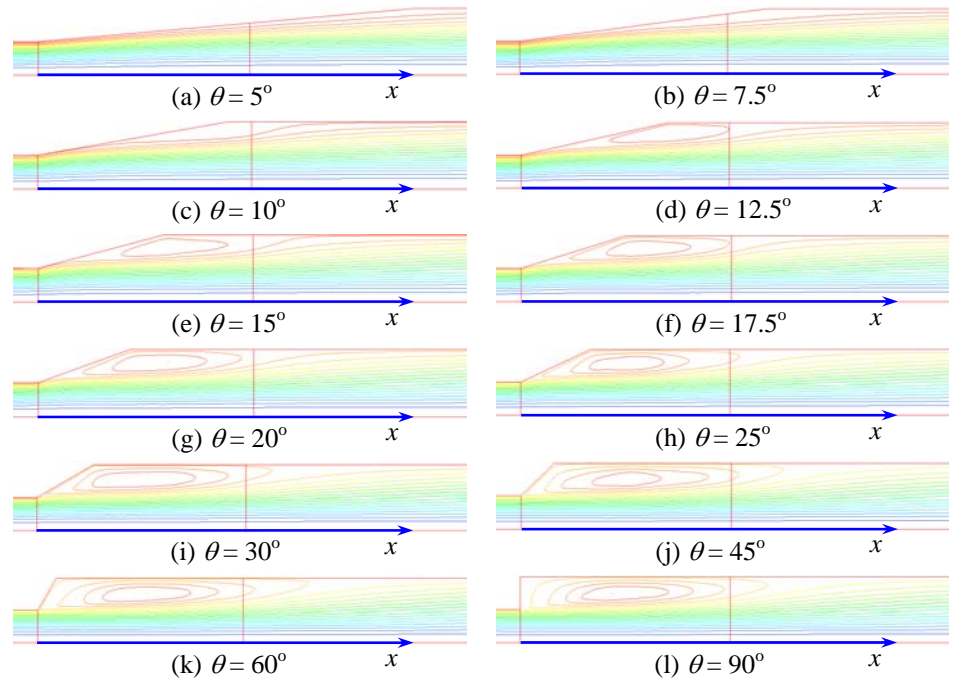 x x
(a) θ = 5° (b) θ = 7.5°
x x
(c) θ = 10° (d) θ = 12.5°
x x
(e) θ = 15° (f) θ = 17.5°
x x
(g) θ = 20° (h) θ = 25°
x x
(i) θ = 30° (j) θ = 45°
x x
(k) θ = 60° (l) θ = 90°